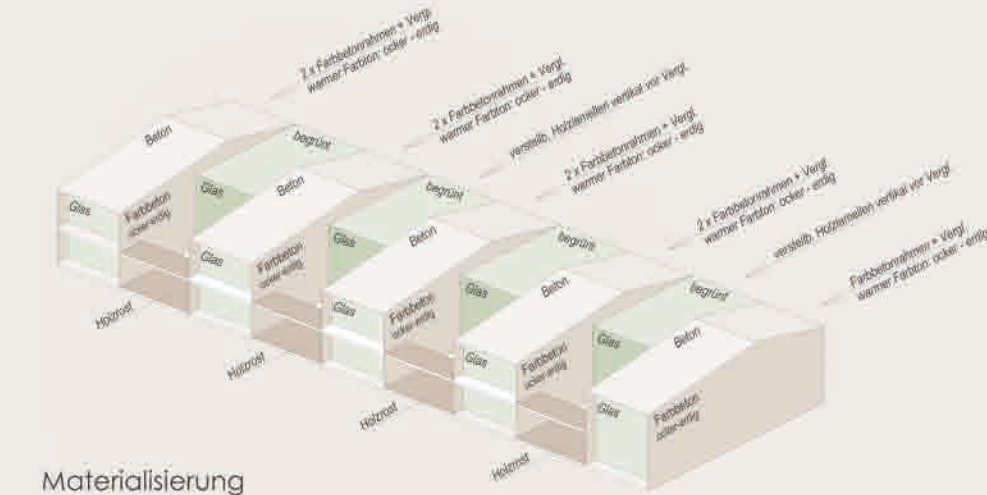 2 x Farbbetonrahmen + Vergl.
warmer Farbton: ocker - erdig
2 x Farbbetonrahmen + Vergl.
warmer Farbton: ocker - erdig
verstellb. Holzlamellen vertikal vor Vergl.
2 x Farbbetonrahmen + Vergl.
warmer Farbton: ocker - erdig
2 x Farbbetonrahmen + Vergl.
warmer Farbton: ocker - erdig
verstellb. Holzlamellen vertikal vor Vergl.
Farbbetonrahmen + Vergl.
warmer Farbton: ocker - erdig
Beton
begrünt
Beton
begrünt
Beton
begrünt
Beton
begrünt
Beton
Glas
Farbbeton
ocker-erdig
Glas
Glas
Farbbeton
ocker-erdig
Glas
Glas
Farbbeton
ocker-erdig
Glas
Glas
Farbbeton
ocker-erdig
Glas
Glas
Farbbeton
ocker-erdig
Holzrost
Holzrost
Holzrost
Holzrost
Materialisierung